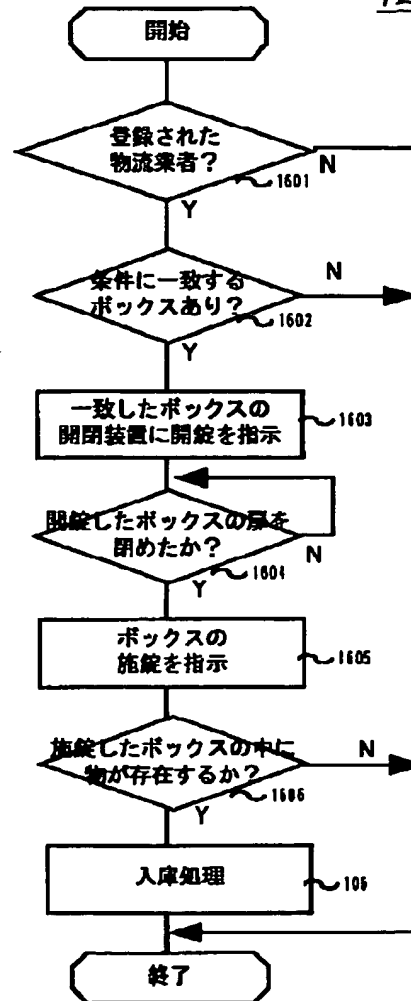 開始
登録された
物流業者?
N
1601
Y
条件に一致する
ボックスあり?
N
1602
Y
一致したボックスの
開閉装置に開錠を指示
1603
開錠したボックスの扉を
閉めたか?
N
1604
Y
ボックスの
施錠を指示
1605
施錠したボックスの中に
物が存在するか?
N
1606
Y
入庫処理
106
終了